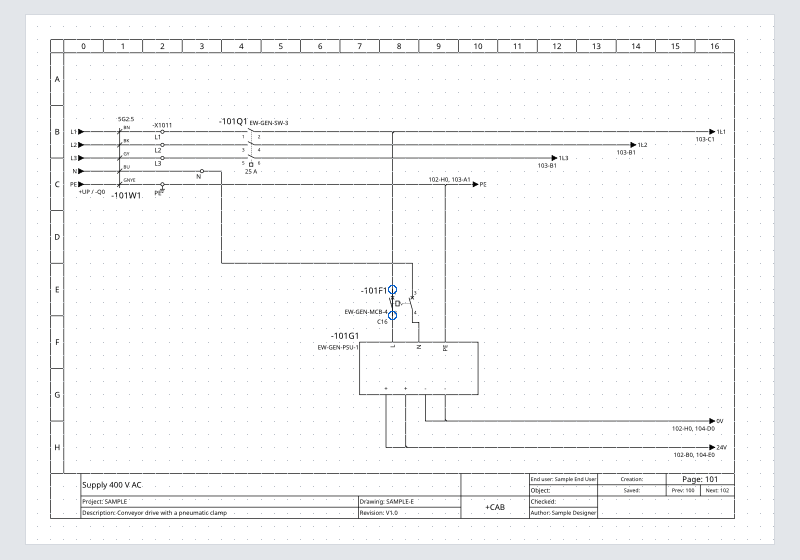 0 1 2 3 4 5 6 7 8 9 10 11 12 13 14 15 16
A
5G2.5 -X1011 -101Q1 EW-GEN-SW-3
B L1 BN L1 1 2 1L1
103-C1
L2 BK L2 3 4 1L2
103-B1
L3 GY L3 5 6 1L3
103-B1
N BU N 25 A
C PE GNYE PE 102-H0, 103-A1 PE
+UP / -Q0 -101W1
D
E -101F1 3
EW-GEN-MCB-4 4
C16
F -101G1
EW-GEN-PSU-1 L N PE
G + + - -
0V
102-H0, 104-D0
H 24V
102-B0, 104-E0
Supply 400 V AC
Project: SAMPLE Drawing: SAMPLE-E
Description: Conveyor drive with a pneumatic clamp Revision: V1.0
+CAB
End user: Sample End User Creation: Page: 101
Object: Saved: Prev: 100 Next: 102
Checked:
Author: Sample Designer